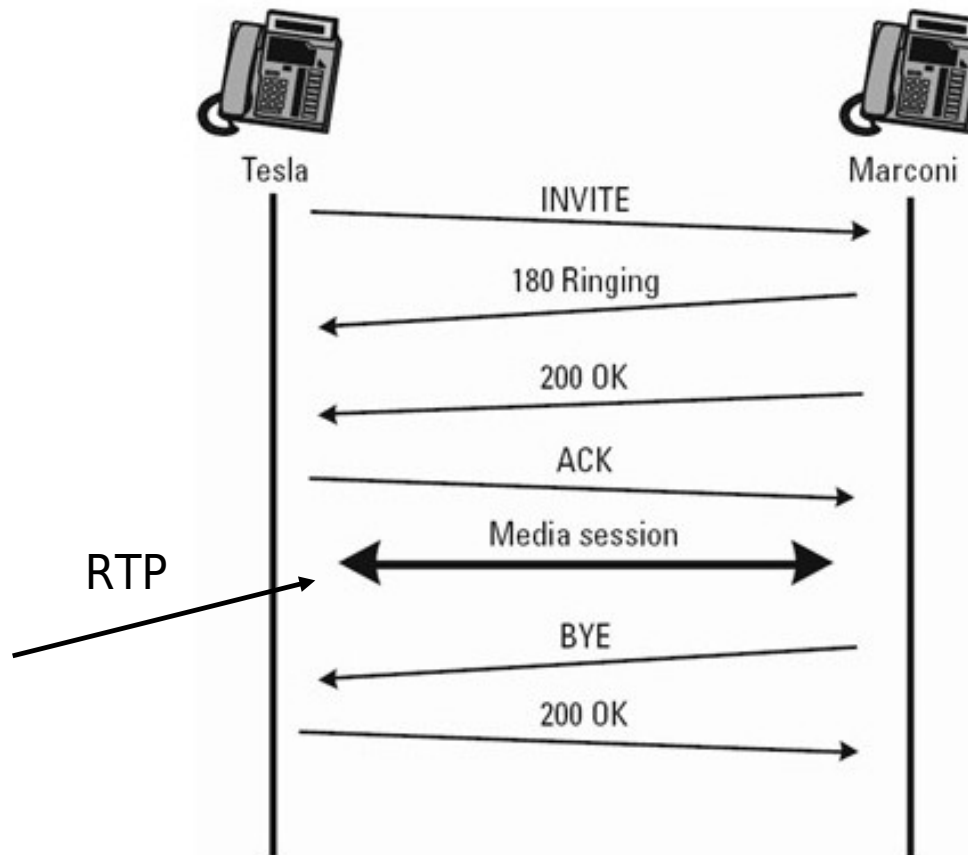 Tesla
Marconi
INVITE
180 Ringing
200 OK
ACK
Media session
RTP
BYE
200 OK